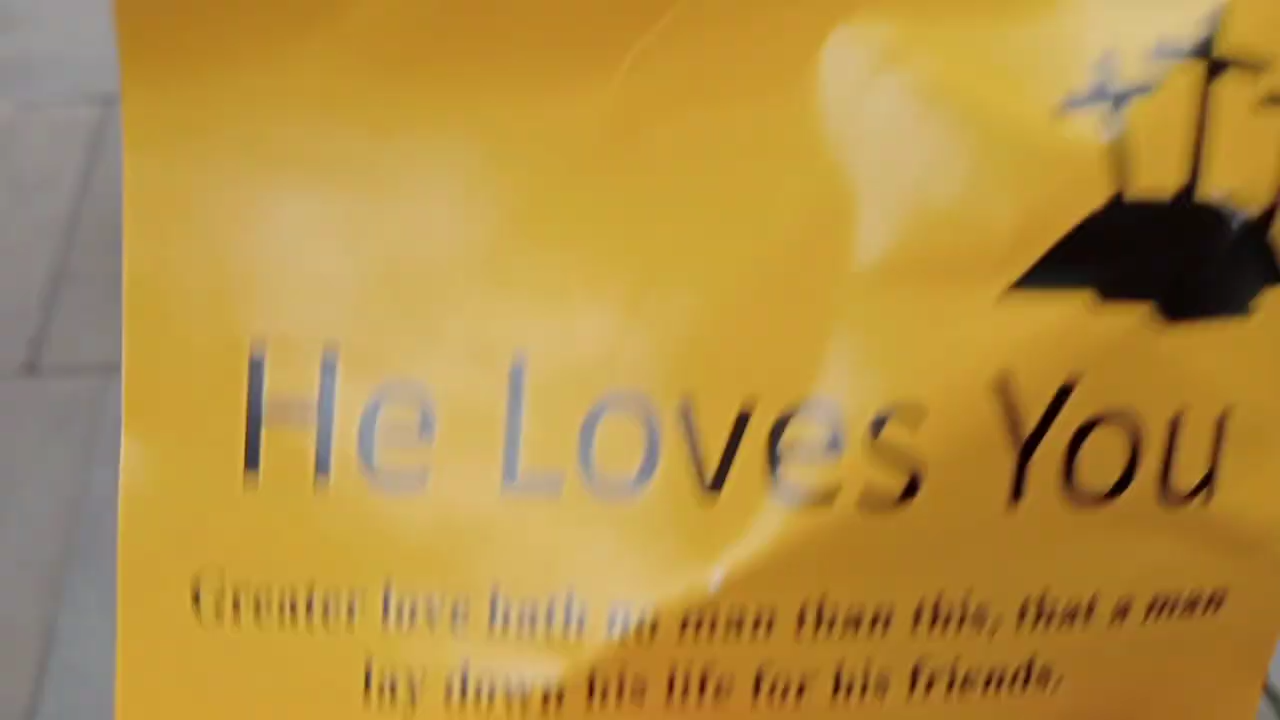 He Loves You
Greater love hath no man than this, that a man
lay down his life for his friends.